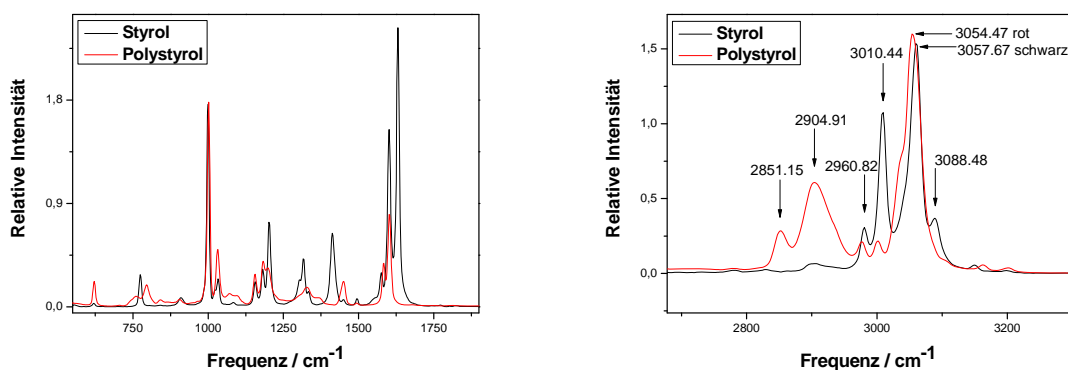 Styrol
Polystyrol
1,8
0,9
0,0
750
1000
1250
1500
1750
Relative Intensität
Frequenz / cm-1
Styrol
Polystyrol
3054.47 rot
3057.67 schwarz
3010.44
2904.91
2851.15
2960.82
3088.48
1,5
1,0
0,5
0,0
2800
3000
3200
Relative Intensität
Frequenz / cm-1